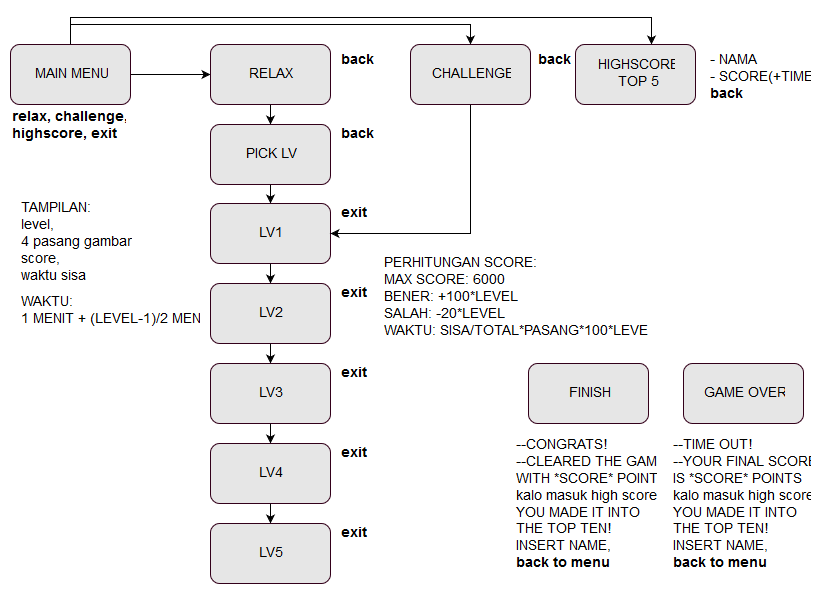 MAIN MENU
RELAX
back
CHALLENGE
back
HIGHSCORE
TOP 5
- NAMA
- SCORE(+TIME
back
relax, challenge,
highscore, exit
PICK LV
back
TAMPILAN:
level,
4 pasang gambar
score,
waktu sisa
WAKTU:
1 MENIT + (LEVEL-1)/2 MEN
LV1
exit
PERHITUNGAN SCORE:
MAX SCORE: 6000
BENER: +100*LEVEL
SALAH: -20*LEVEL
WAKTU: SISA/TOTAL*PASANG*100*LEVE
LV2
exit
LV3
exit
LV4
exit
LV5
exit
FINISH
--CONGRATS!
--CLEARED THE GAM
WITH *SCORE* POINT
kalo masuk high score
YOU MADE IT INTO
THE TOP TEN!
INSERT NAME,
back to menu
GAME OVER
--TIME OUT!
--YOUR FINAL SCORE
IS *SCORE* POINTS
kalo masuk high score
YOU MADE IT INTO
THE TOP TEN!
INSERT NAME,
back to menu